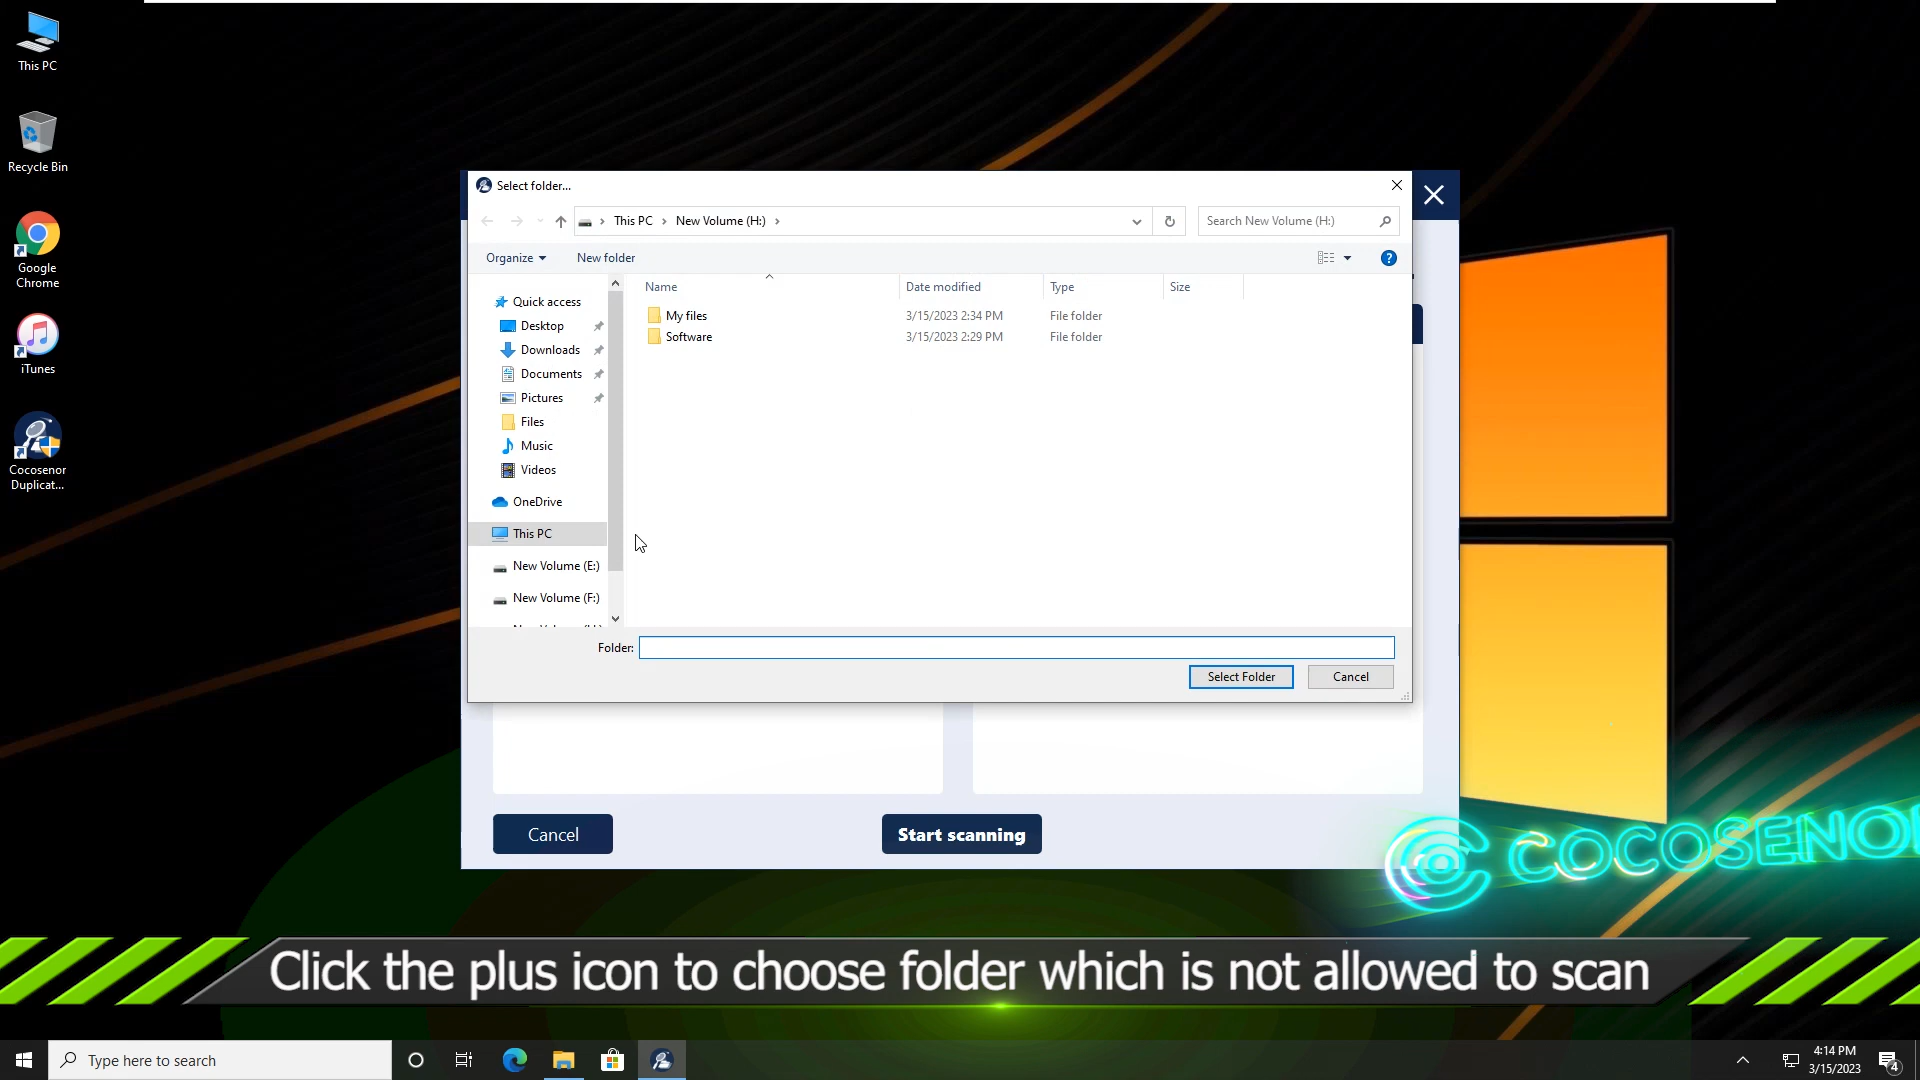 This PC
Recycle Bin
Google
Chrome
iTunes
Cocosenor
Duplicat...
Select folder...
This PC
New Volume (H:)
Search New Volume (H:)
Organize
New folder
Name
Date modified
Type
Size
My files
3/15/2023 2:34 PM
File folder
Software
3/15/2023 2:29 PM
File folder
Quick access
Desktop
Downloads
Documents
Pictures
Files
Music
Videos
OneDrive
This PC
New Volume (E:)
New Volume (F:)
Folder:
Select Folder
Cancel
Cancel
Start scanning
COCOSENOR
Click the plus icon to choose folder which is not allowed to scan
Type here to search
4:14 PM
3/15/2023
4